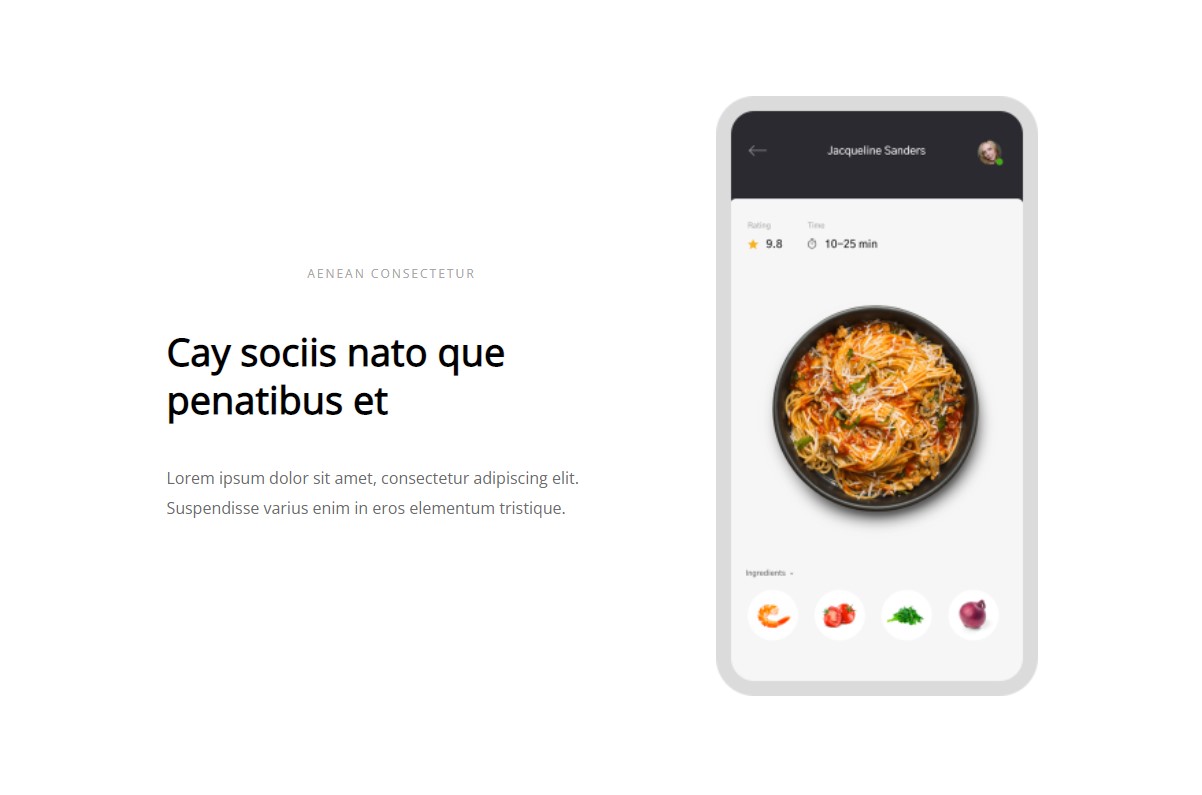 AENEAN CONSECTETUR
Cay sociis nato que
penatibus et
Lorem ipsum dolor sit amet, consectetur adipiscing elit.
Suspendisse varius enim in eros elementum tristique.
Jacqueline Sanders
Rating Time
9.8 10–25 min
Ingredients